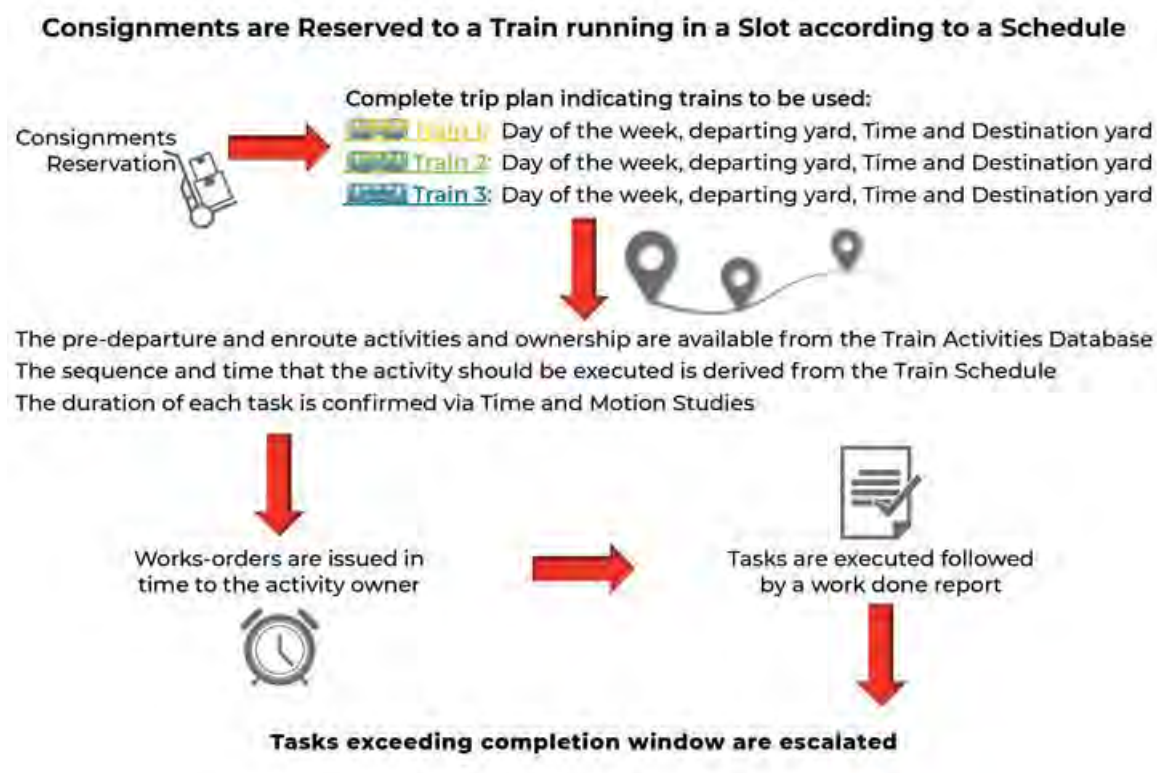 Consignments are Reserved to a Train running in a Slot according to a Schedule
Consignments
Reservation
Complete trip plan indicating trains to be used:
Train 1: Day of the week, departing yard, Time and Destination yard
Train 2: Day of the week, departing yard, Time and Destination yard
Train 3: Day of the week, departing yard, Time and Destination yard
The pre-departure and enroute activities and ownership are available from the Train Activities Database
The sequence and time that the activity should be executed is derived from the Train Schedule
The duration of each task is confirmed via Time and Motion Studies
Works-orders are issued in
time to the activity owner
Tasks are executed followed
by a work done report
Tasks exceeding completion window are escalated